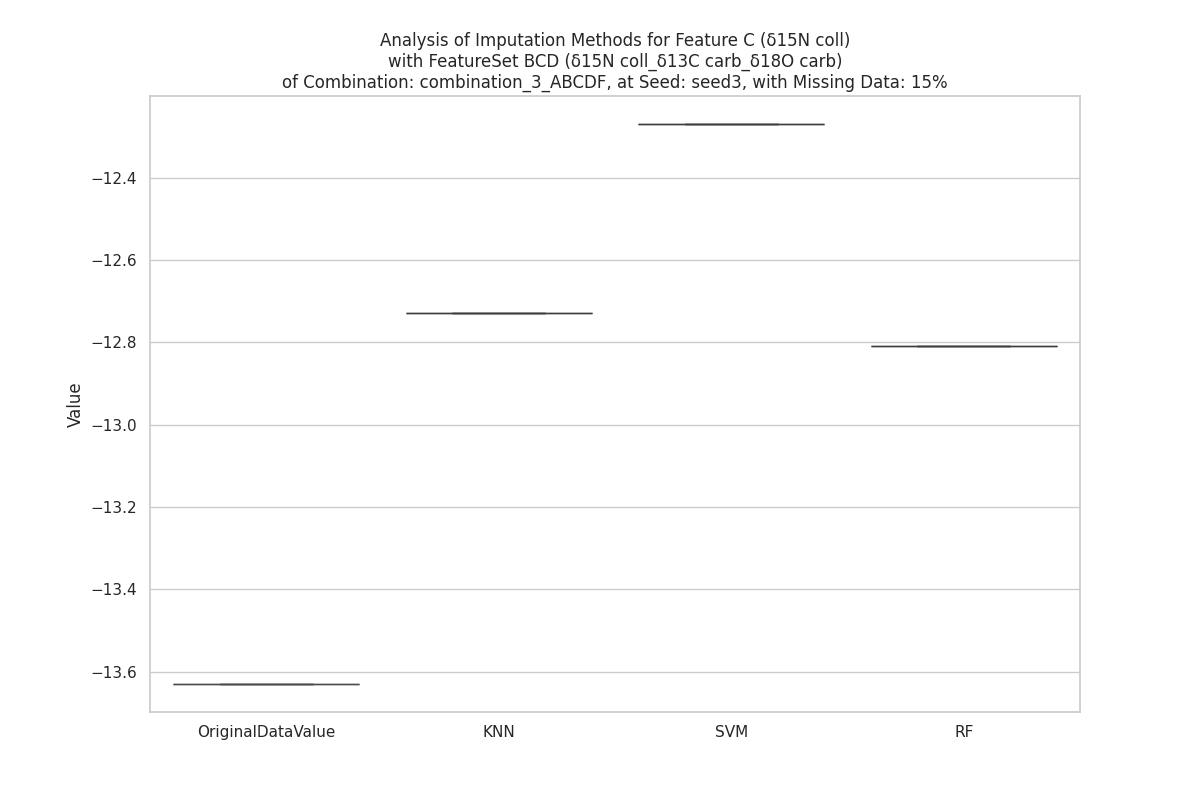 Analysis of Imputation Methods for Feature C (δ15N coll)
with FeatureSet BCD (δ15N coll_δ13C carb_δ18O carb)
of Combination: combination_3_ABCDF, at Seed: seed3, with Missing Data: 15%
−12.4
−12.6
−12.8
−13.0
−13.2
−13.4
−13.6
Value
OriginalDataValue
KNN
SVM
RF